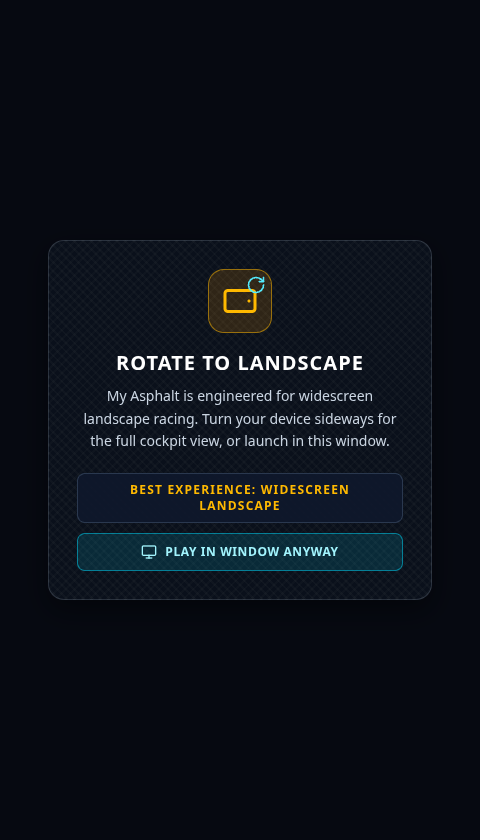 ROTATE TO LANDSCAPE
My Asphalt is engineered for widescreen
landscape racing. Turn your device sideways for
the full cockpit view, or launch in this window.
BEST EXPERIENCE: WIDESCREEN
LANDSCAPE
PLAY IN WINDOW ANYWAY